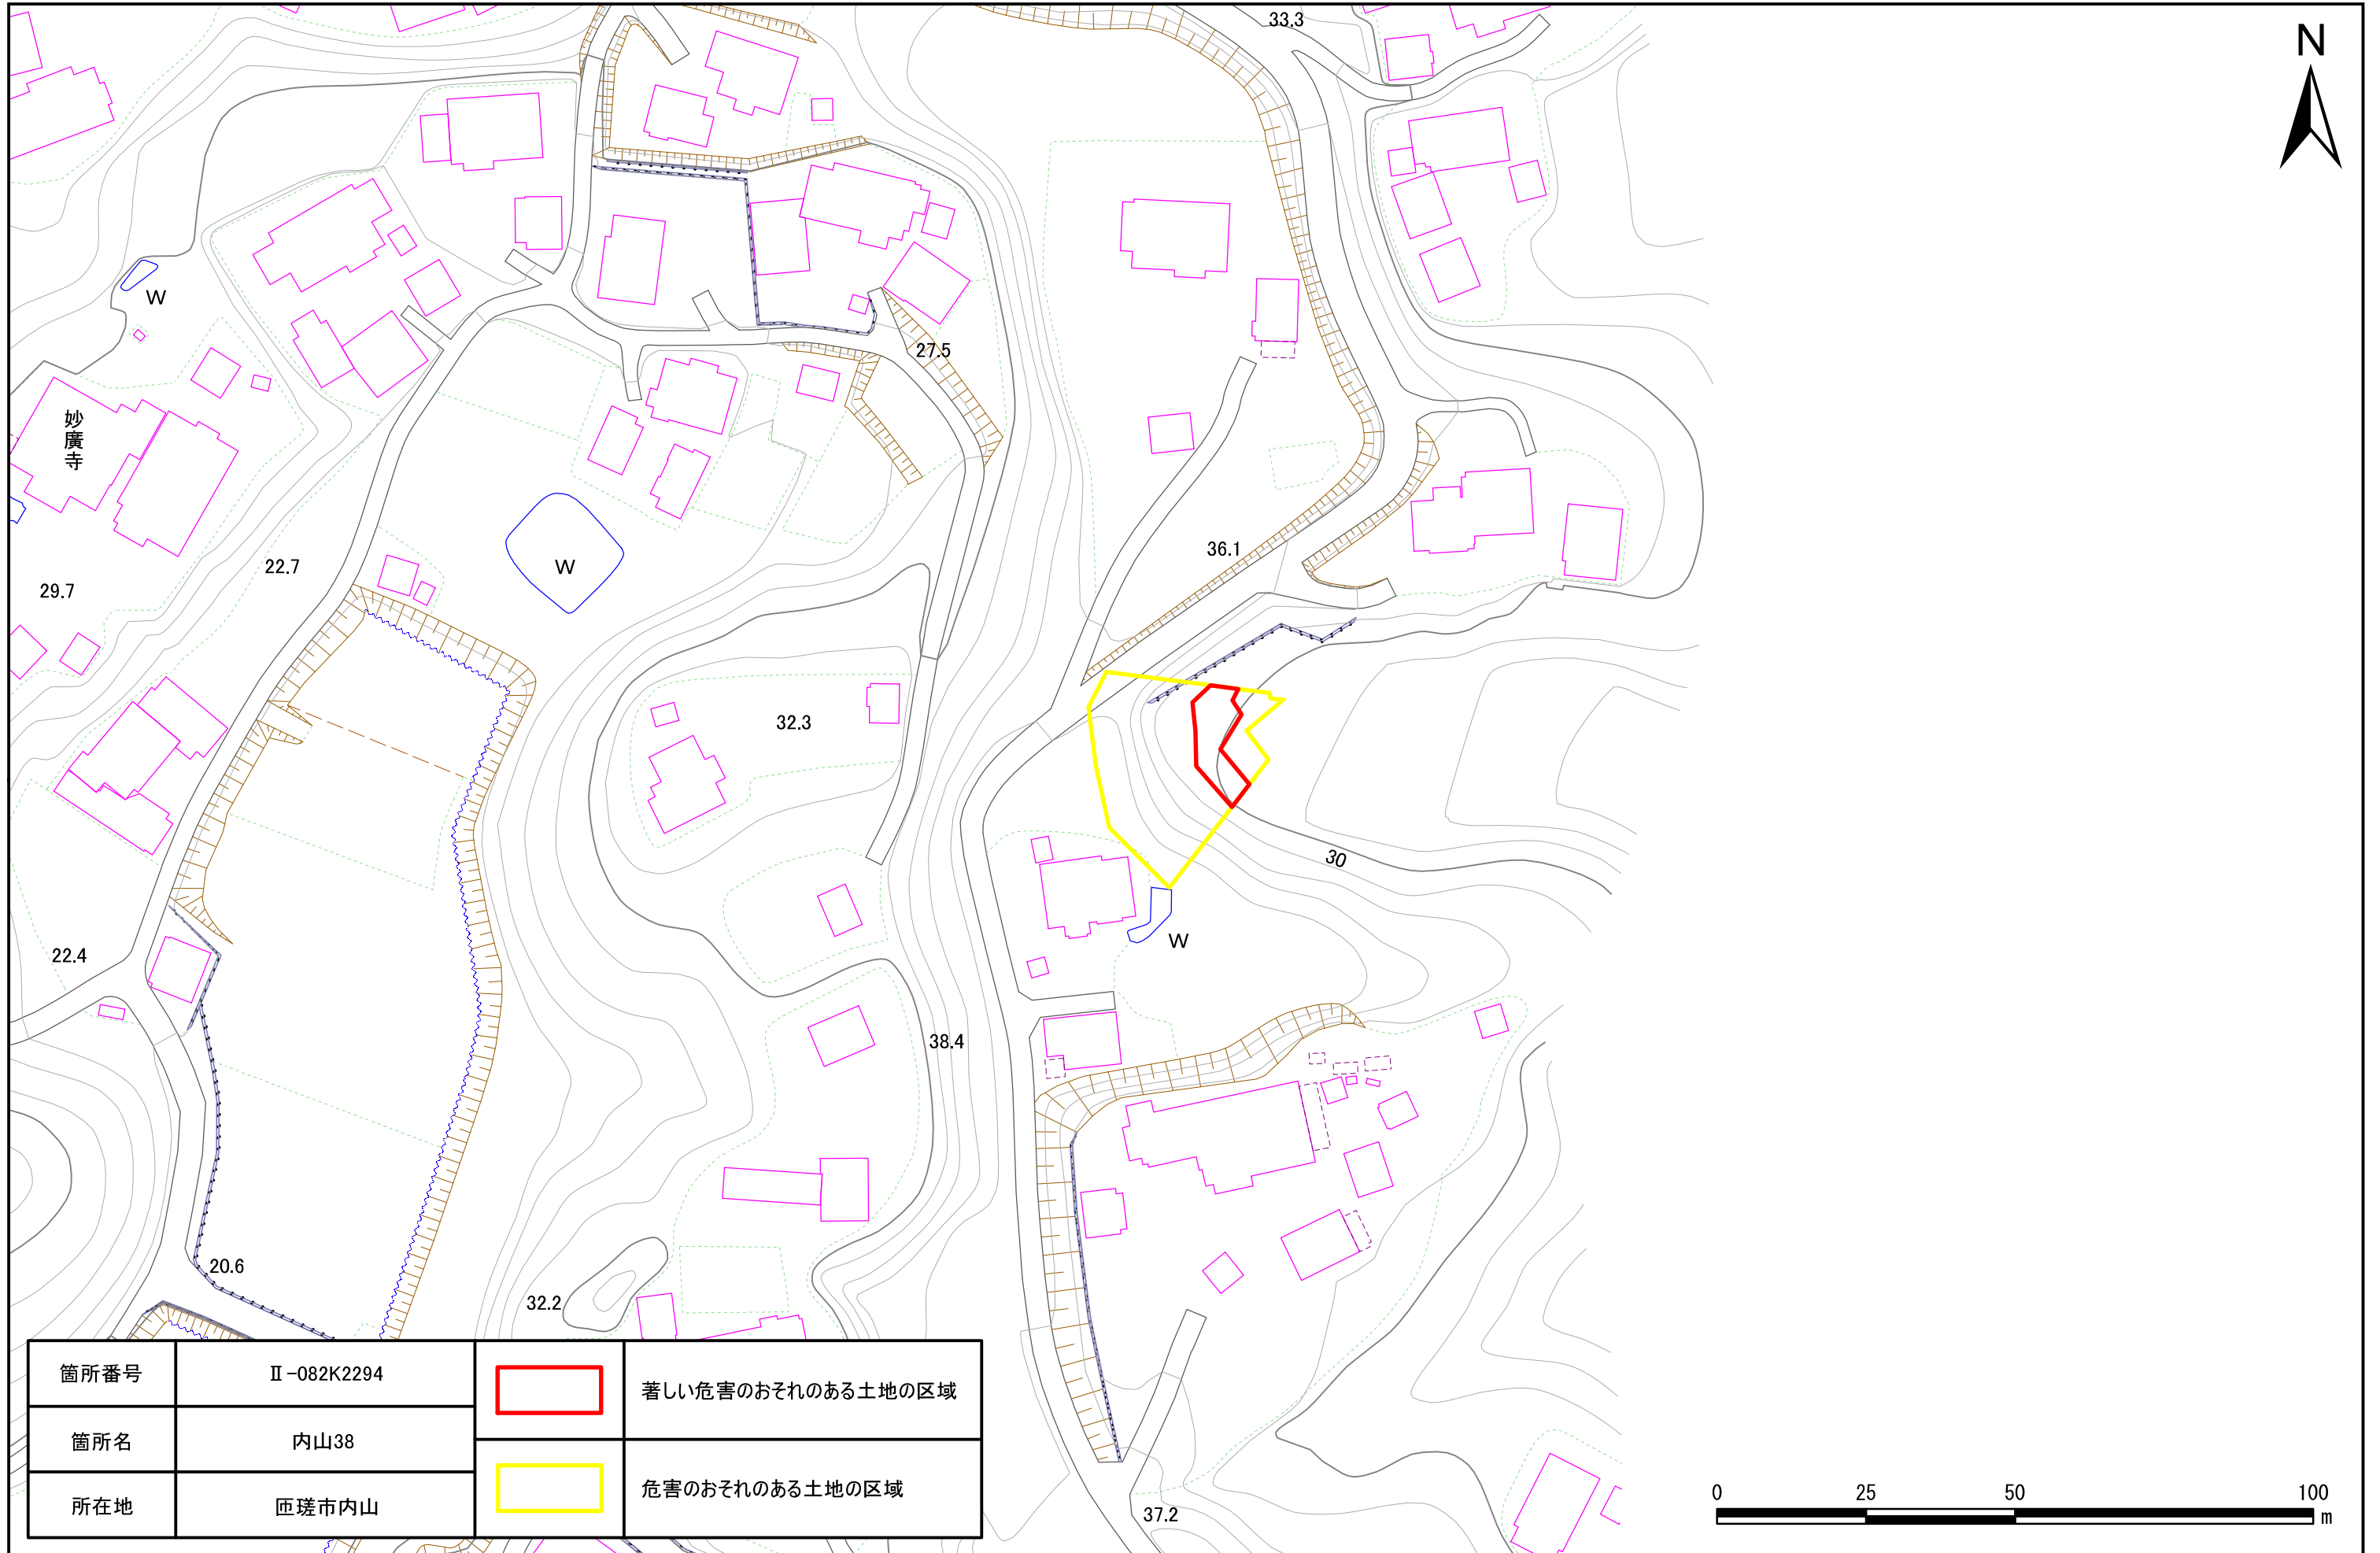 33.3
N
W
27.5
妙廣寺
36.1
22.7
W
29.7
32.3
30
22.4
W
38.4
20.6
32.2
箇所番号 Ⅱ-082K2294
箇所名 内山38
所在地 匝瑳市内山
著しい危害のおそれのある土地の区域
危害のおそれのある土地の区域
37.2
0 25 50 100
m